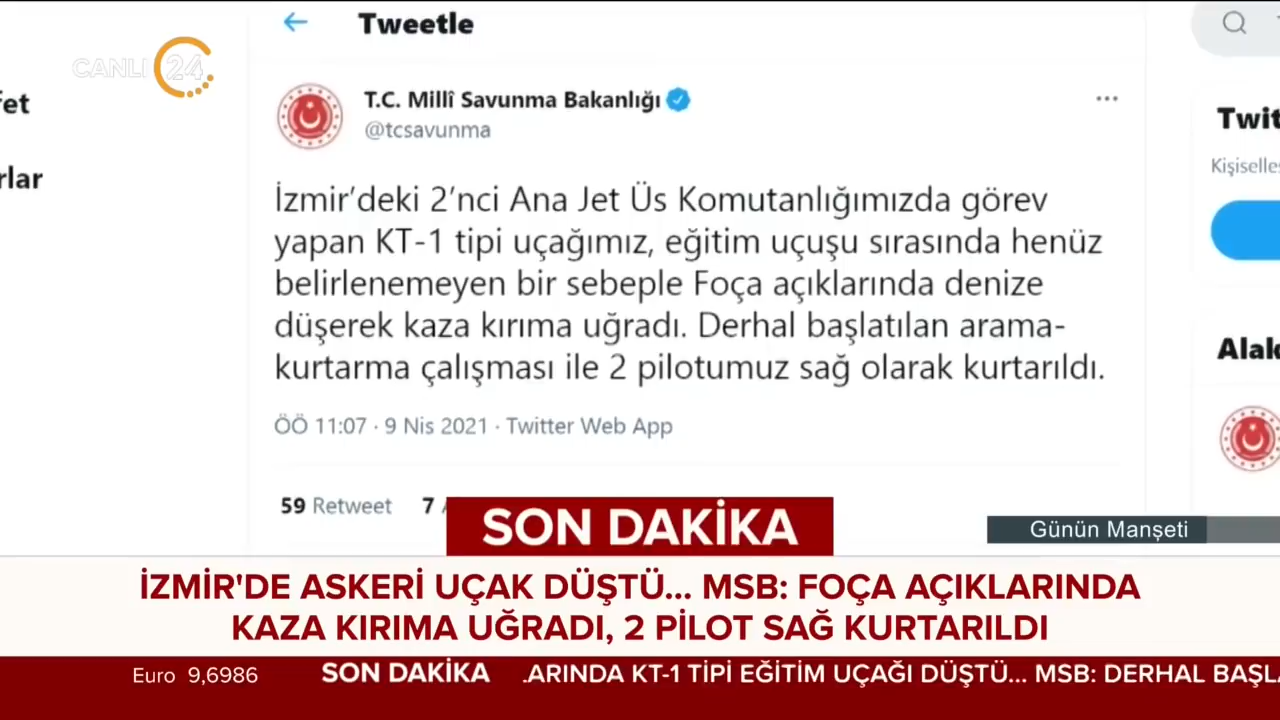 Tweetle
CANLI 24
T.C. Millî Savunma Bakanlığı
@tcsavunma
İzmir’deki 2’nci Ana Jet Üs Komutanlığımızda görev
yapan KT-1 tipi uçağımız, eğitim uçuşu sırasında henüz
belirlenemeyen bir sebeple Foça açıklarında denize
düşerek kaza kırıma uğradı. Derhal başlatılan arama-
kurtarma çalışması ile 2 pilotumuz sağ olarak kurtarıldı.
ÖÖ 11:07 · 9 Nis 2021 · Twitter Web App
59 Retweet 7
fet
rlar
Twit
Kişiselle
Alak
SON DAKİKA
Günün Manşeti
İZMİR'DE ASKERİ UÇAK DÜŞTÜ... MSB: FOÇA AÇIKLARINDA
KAZA KIRIMA UĞRADI, 2 PİLOT SAĞ KURTARILDI
Euro 9,6986 SON DAKİKA .ARINDA KT-1 TİPİ EĞİTİM UÇAĞI DÜŞTÜ... MSB: DERHAL BAŞLA